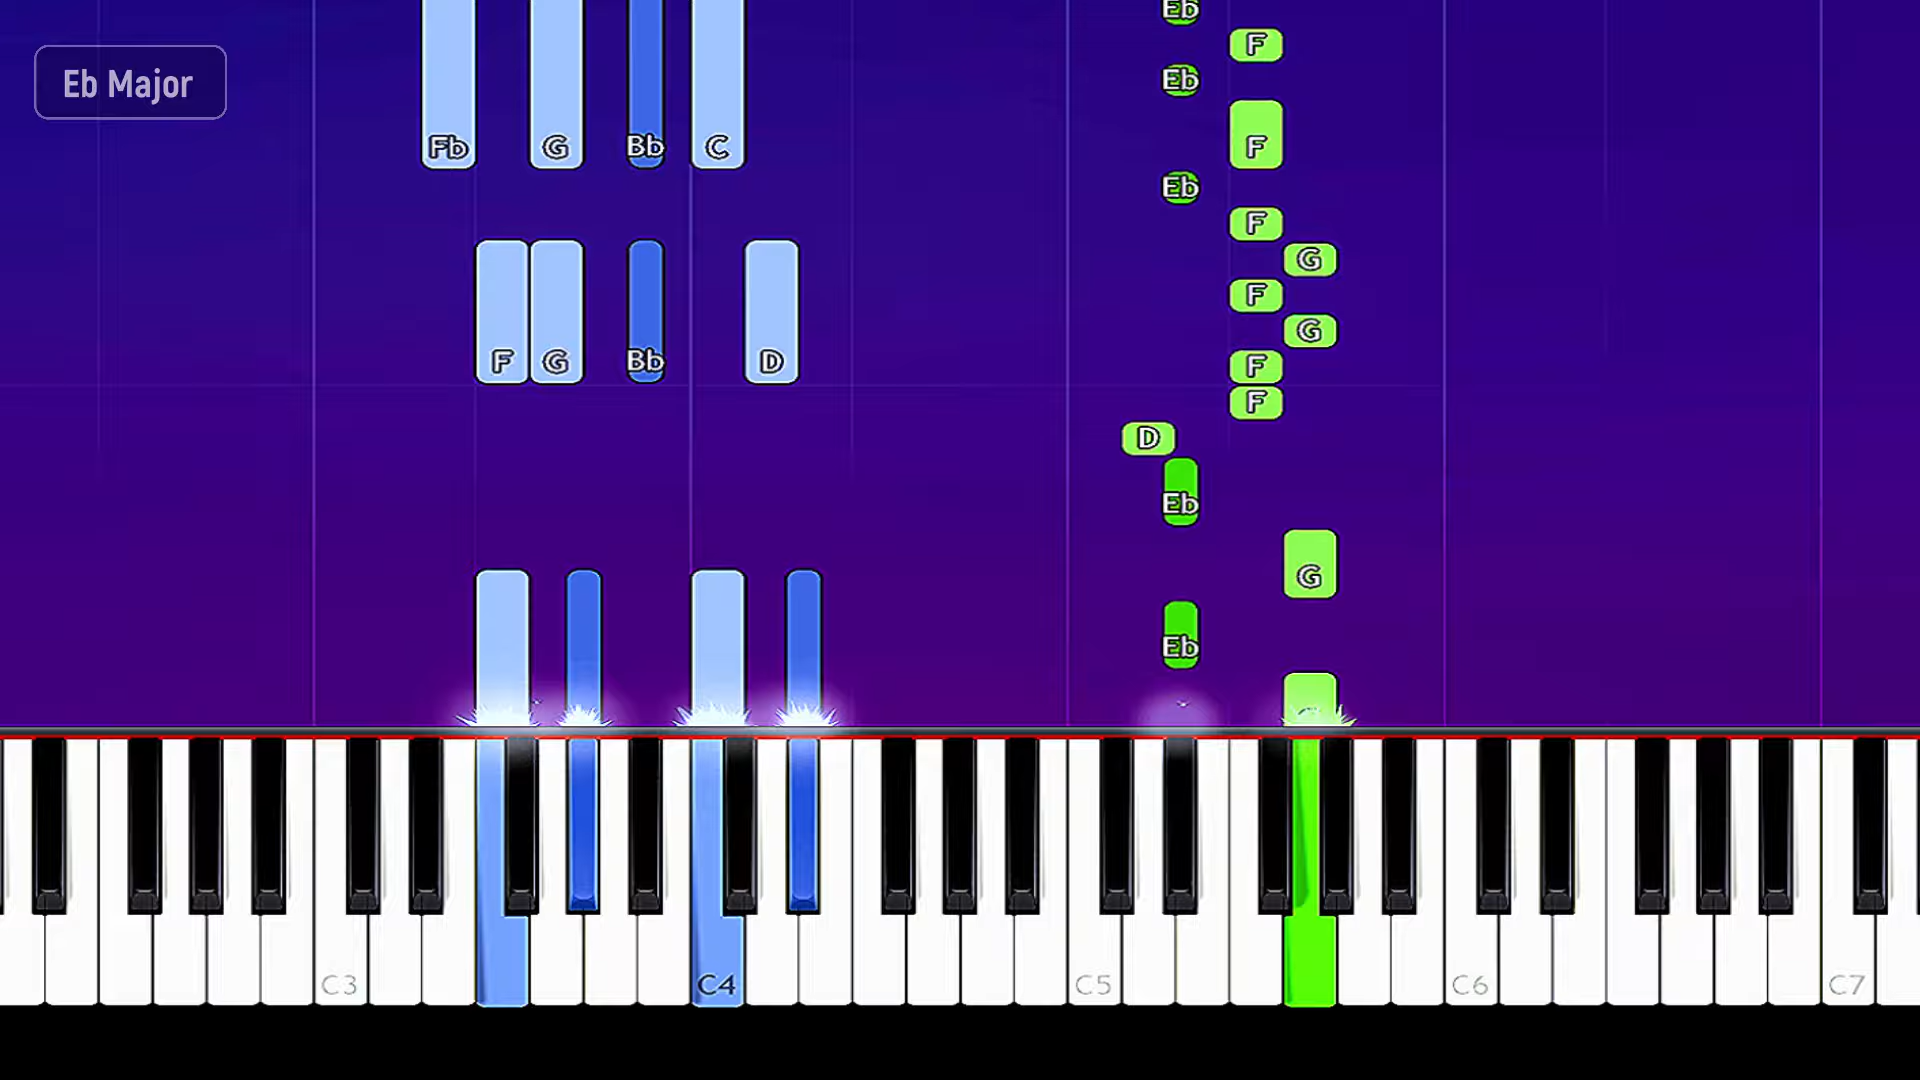 Eb
F
Eb Major
Eb
Fb G Bb C F
Eb
F
G
F
G
F G Bb D F
F
D
Eb
G
Eb
C3 C4 C5 C6 C7